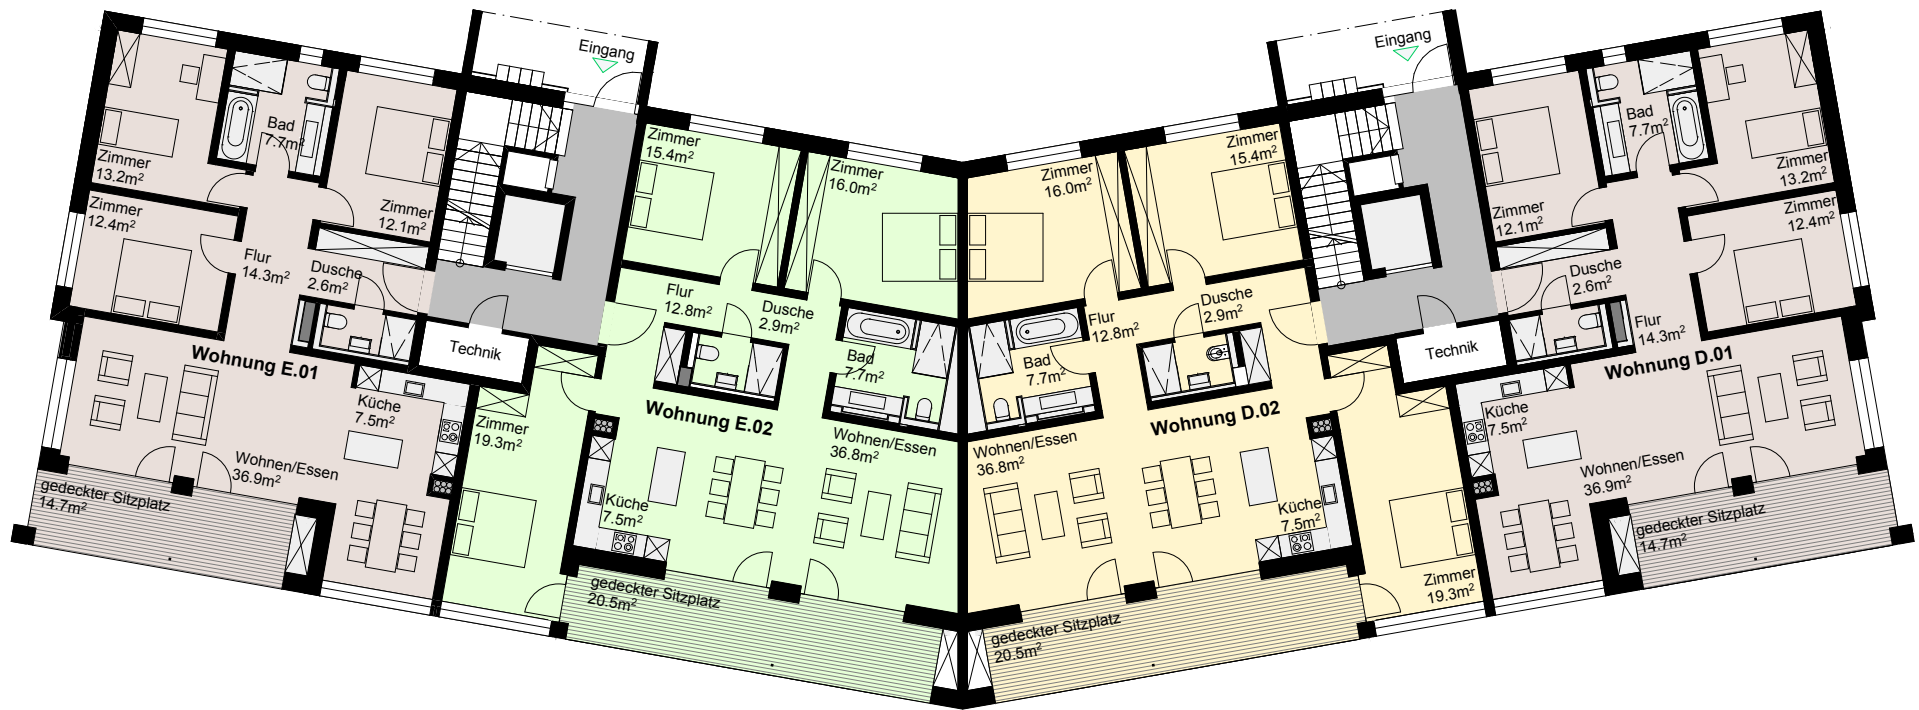 Eingang
Zimmer
13.2m²
Bad
7.7m²
Zimmer
12.1m²
Zimmer
12.4m²
Flur
14.3m²
Dusche
2.6m²
Technik
Wohnung E.01
Küche
7.5m²
Wohnen/Essen
36.9m²
gedeckter Sitzplatz
14.7m²
Zimmer
15.4m²
Zimmer
16.0m²
Flur
12.8m²
Dusche
2.9m²
Bad
7.7m²
Wohnung E.02
Zimmer
19.3m²
Wohnen/Essen
36.8m²
Küche
7.5m²
gedeckter Sitzplatz
20.5m²
Eingang
Zimmer
16.0m²
Zimmer
15.4m²
Flur
12.8m²
Dusche
2.9m²
Bad
7.7m²
Wohnung D.02
Wohnen/Essen
36.8m²
Küche
7.5m²
Zimmer
19.3m²
gedeckter Sitzplatz
20.5m²
Zimmer
12.1m²
Bad
7.7m²
Zimmer
13.2m²
Zimmer
12.4m²
Dusche
2.6m²
Flur
14.3m²
Technik
Wohnung D.01
Küche
7.5m²
Wohnen/Essen
36.9m²
gedeckter Sitzplatz
14.7m²